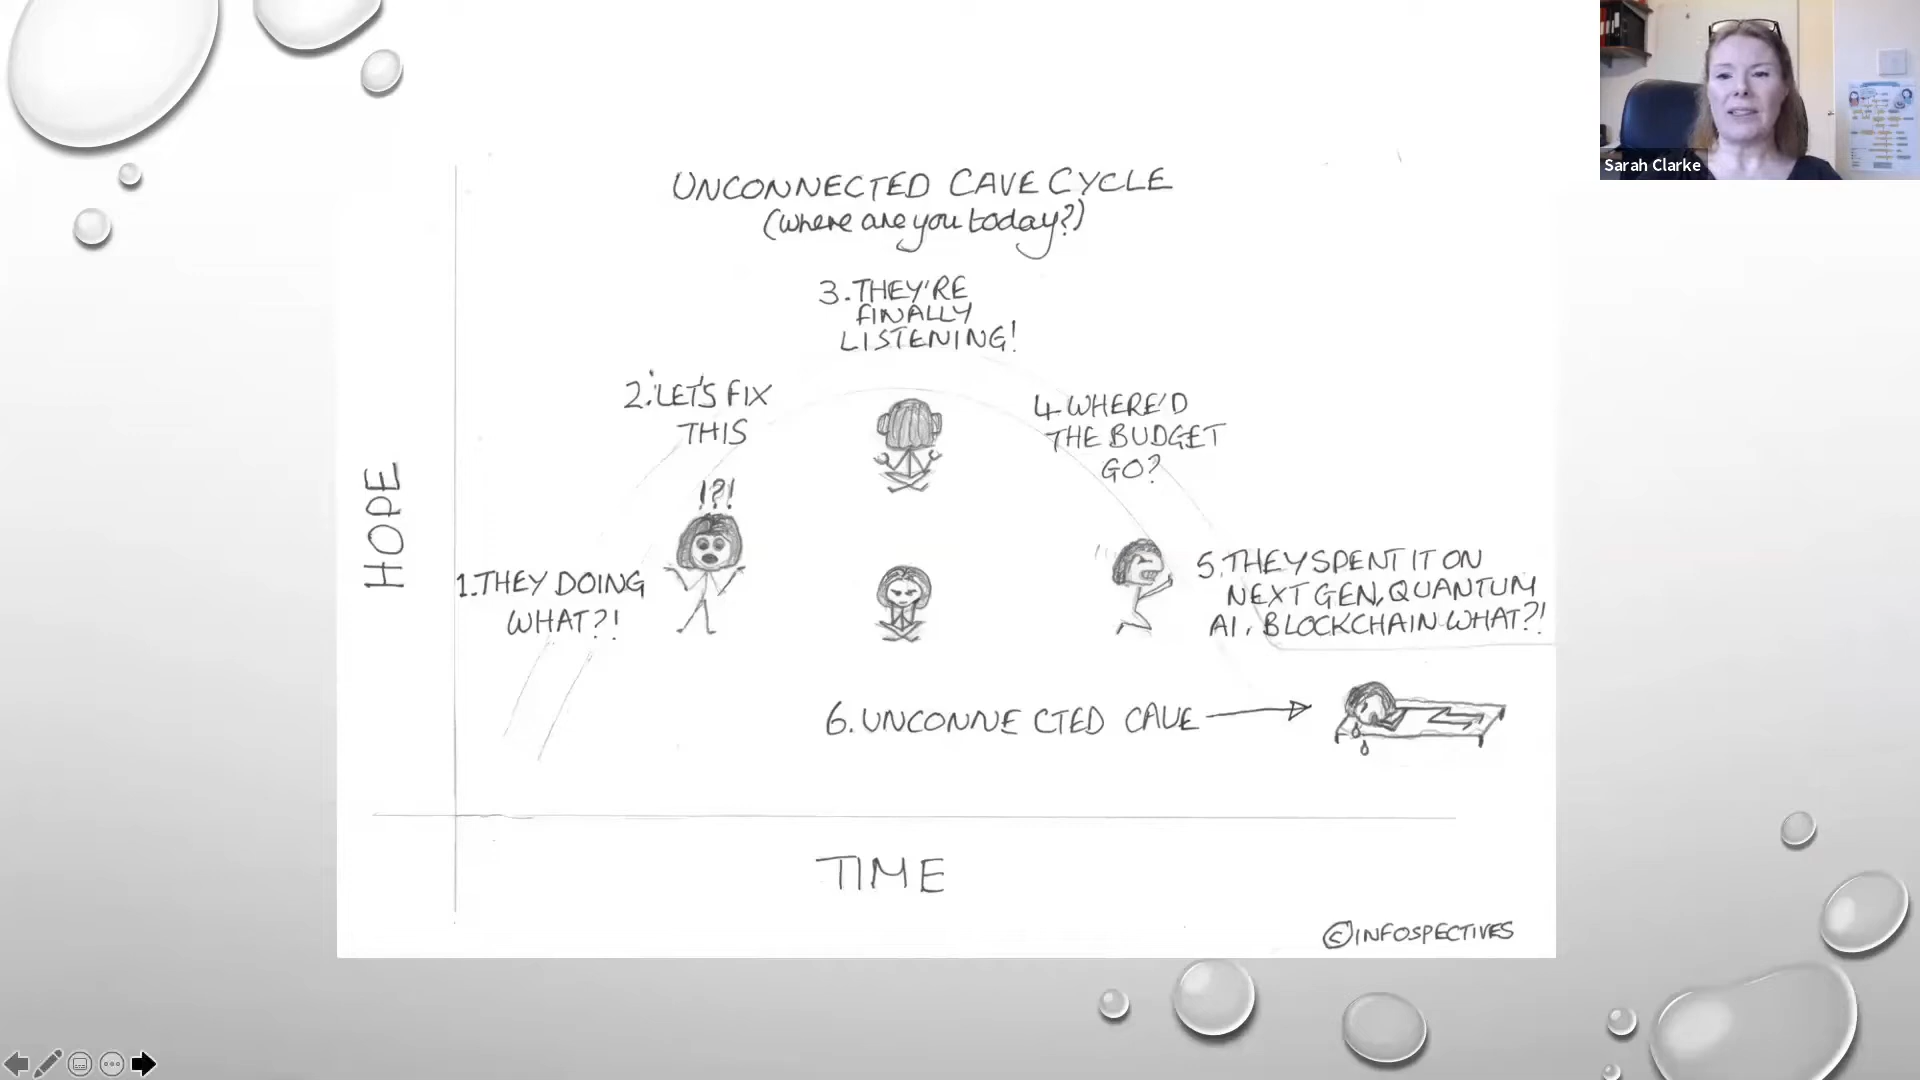 Sarah Clarke
UNCONNECTED CAVE CYCLE
(where are you today?)
3. THEY'RE
FINALLY
LISTENING!
2. LET'S FIX
THIS
4. WHERE'D
THE BUDGET
GO?
!?!
HOPE
1. THEY DOING
WHAT?!
5. THEY SPENT IT ON
NEXT GEN, QUANTUM
AI, BLOCKCHAIN WHAT?!
6. UNCONNECTED CAVE
TIME
©INFOSPECTIVES